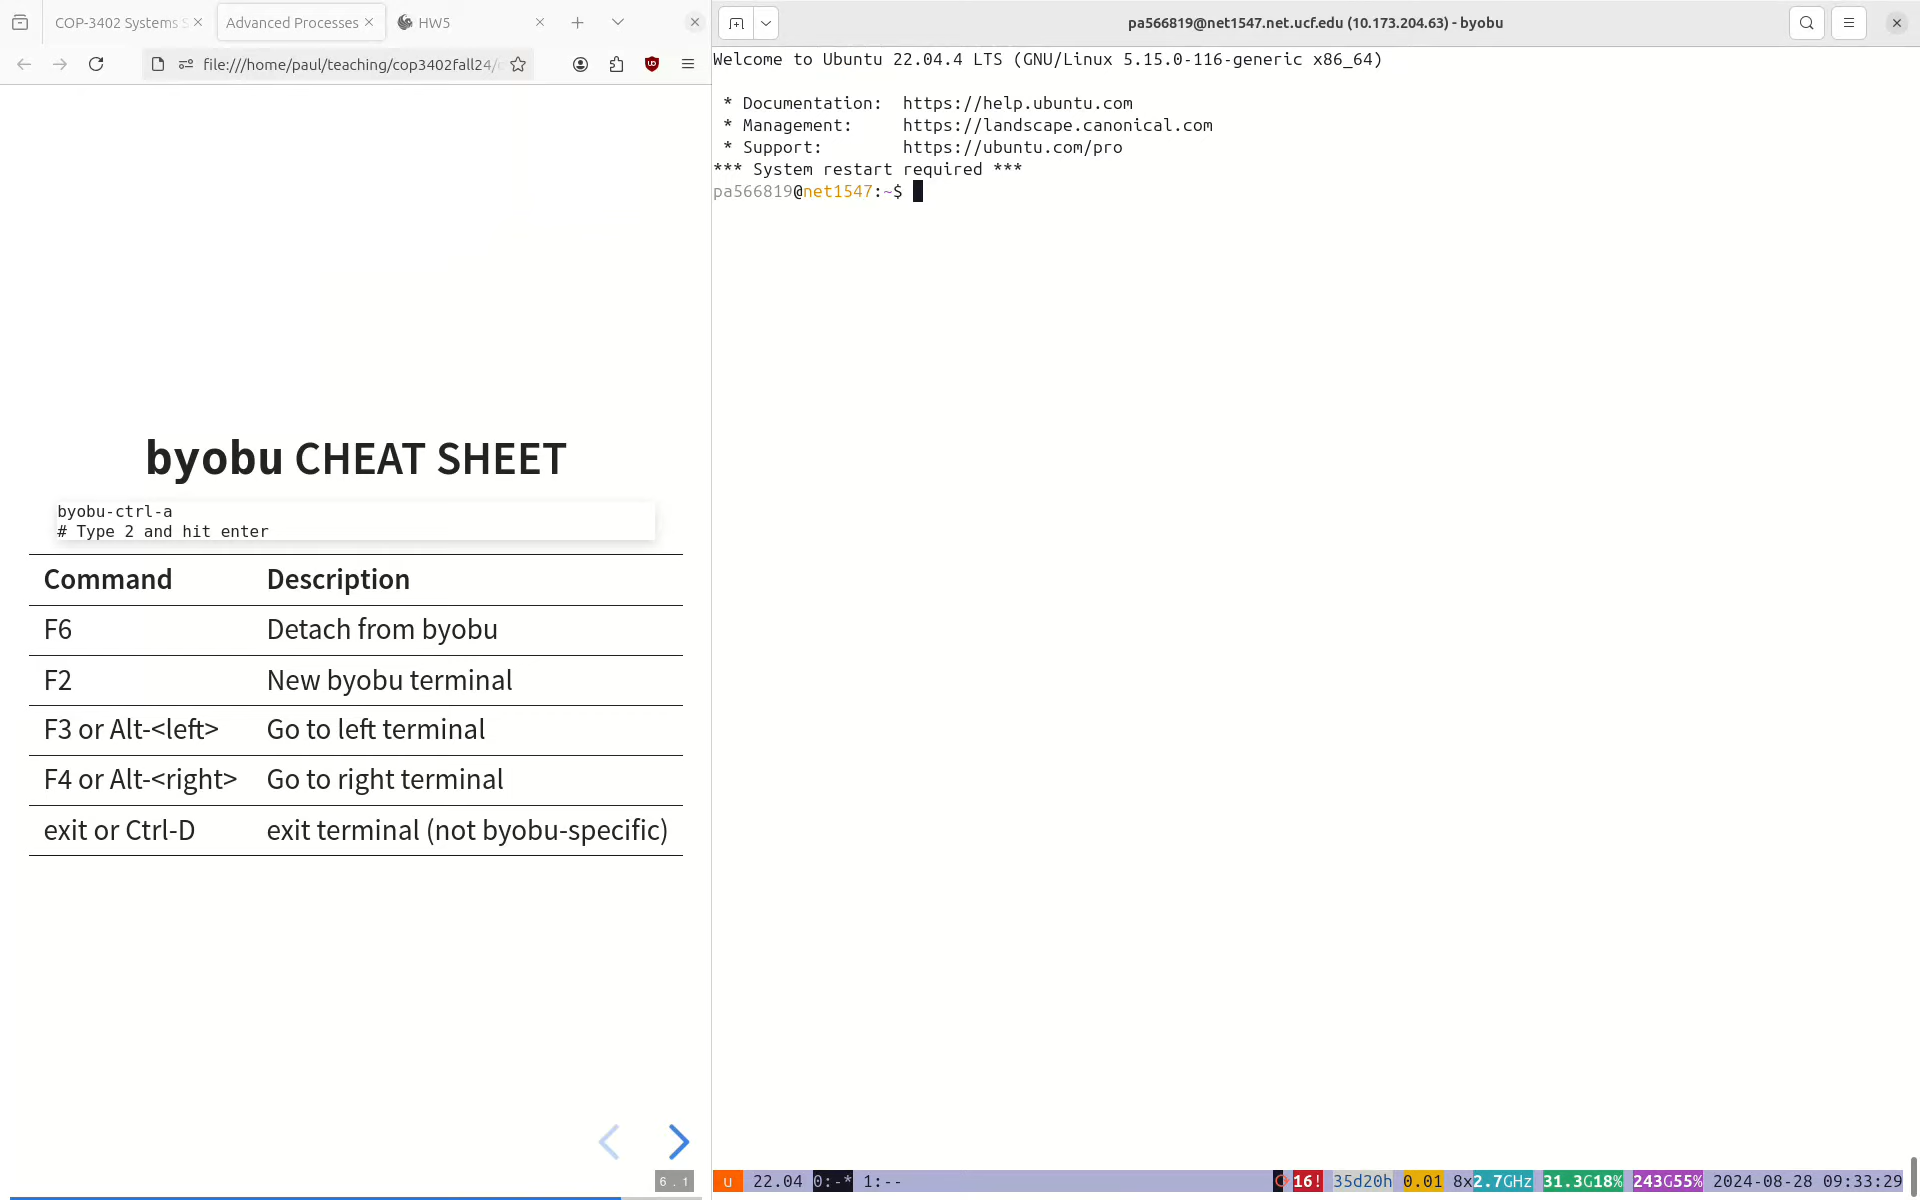 COP-3402 Systems S
Advanced Processes
HW5
file:///home/paul/teaching/cop3402fall24/
byobu CHEAT SHEET
byobu-ctrl-a
# Type 2 and hit enter
Command Description
F6 Detach from byobu
F2 New byobu terminal
F3 or Alt-<left> Go to left terminal
F4 or Alt-<right> Go to right terminal
exit or Ctrl-D exit terminal (not byobu-specific)
6 . 1
pa566819@net1547.net.ucf.edu (10.173.204.63) - byobu
Welcome to Ubuntu 22.04.4 LTS (GNU/Linux 5.15.0-116-generic x86_64)
* Documentation: https://help.ubuntu.com
* Management: https://landscape.canonical.com
* Support: https://ubuntu.com/pro
*** System restart required ***
pa566819@net1547:~$
u 22.04 0:-* 1:-- 16! 35d20h 0.01 8x2.7GHz 31.3G18% 243G55% 2024-08-28 09:33:29